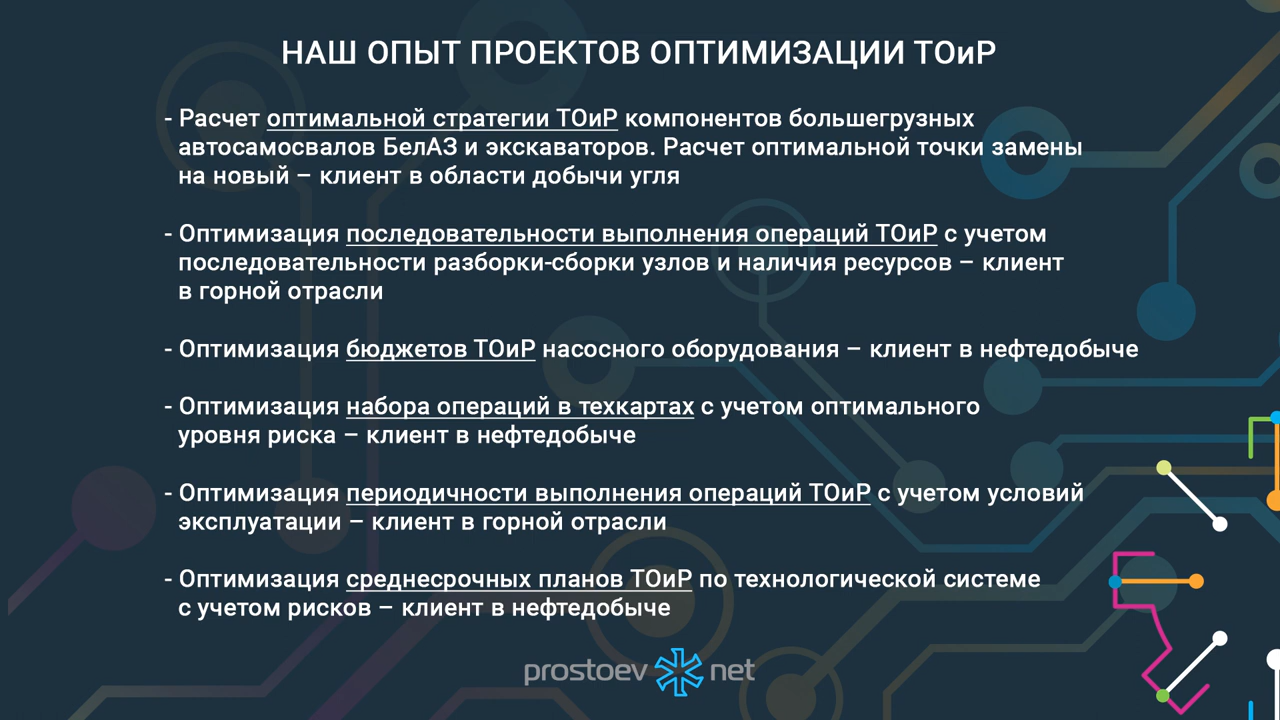 НАШ ОПЫТ ПРОЕКТОВ ОПТИМИЗАЦИИ ТОиР
- Расчет оптимальной стратегии ТОиР компонентов большегрузных
автосамосвалов БелАЗ и экскаваторов. Расчет оптимальной точки замены
на новый – клиент в области добычи угля
- Оптимизация последовательности выполнения операций ТОиР с учетом
последовательности разборки-сборки узлов и наличия ресурсов – клиент
в горной отрасли
- Оптимизация бюджетов ТОиР насосного оборудования – клиент в нефтедобыче
- Оптимизация набора операций в техкартах с учетом оптимального
уровня риска – клиент в нефтедобыче
- Оптимизация периодичности выполнения операций ТОиР с учетом условий
эксплуатации – клиент в горной отрасли
- Оптимизация среднесрочных планов ТОиР по технологической системе
с учетом рисков – клиент в нефтедобыче
prostoev net